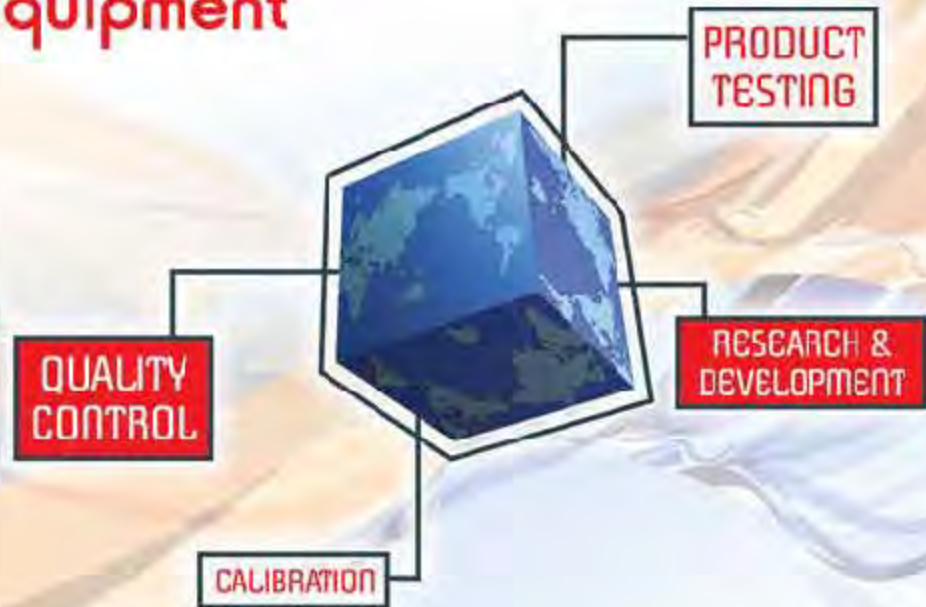 quipment
PRODUCT
TESTING
QUALITY
CONTROL
RESEARCH &
DEVELOPMENT
CALIBRATION